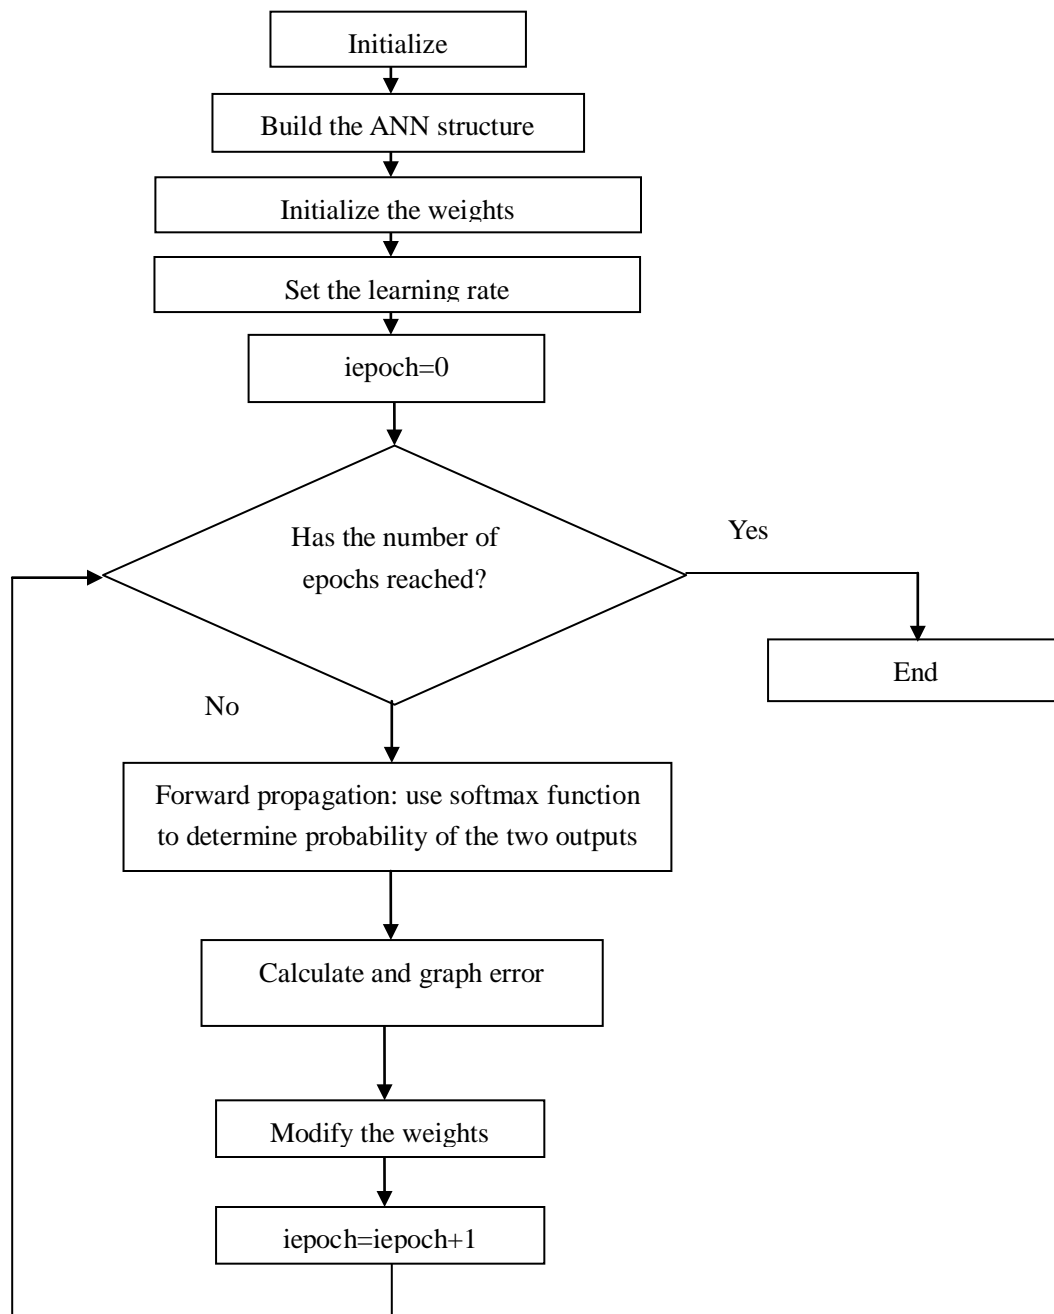 Initialize
Build the ANN structure
Initialize the weights
Set the learning rate
iepoch=0
Has the number of
epochs reached?
Yes
End
No
Forward propagation: use softmax function
to determine probability of the two outputs
Calculate and graph error
Modify the weights
iepoch=iepoch+1